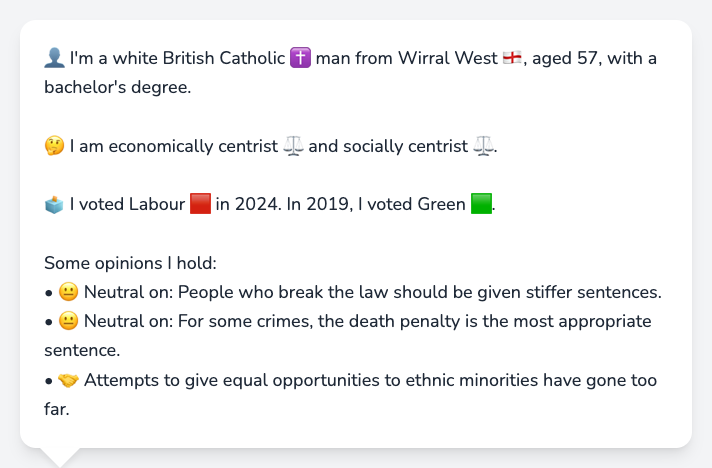 👤 I'm a white British Catholic ✝️ man from Wirral West 🏴󠁧󠁢󠁥󠁮󠁧󠁿, aged 57, with a
bachelor's degree.
🤔 I am economically centrist ⚖️ and socially centrist ⚖️.
🗳️ I voted Labour 🟥 in 2024. In 2019, I voted Green 🟩.
Some opinions I hold:
• 😐 Neutral on: People who break the law should be given stiffer sentences.
• 😐 Neutral on: For some crimes, the death penalty is the most appropriate
sentence.
• 🤝 Attempts to give equal opportunities to ethnic minorities have gone too
far.